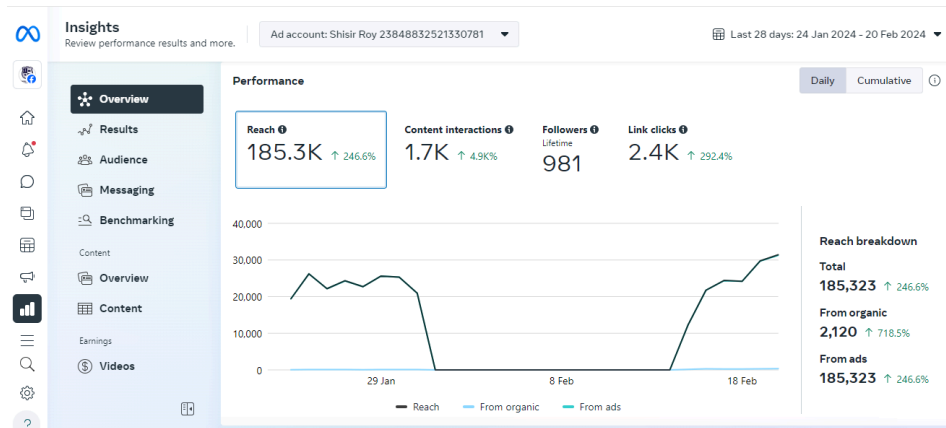 Insights
Review performance results and more.
Ad account: Shisir Roy 23848832521330781
Last 28 days: 24 Jan 2024 - 20 Feb 2024
Overview
Results
Audience
Messaging
Benchmarking
Content
Overview
Content
Earnings
Videos
Performance
Daily
Cumulative
Reach
185.3K ↑ 246.6%
Content interactions
1.7K ↑ 4.9K%
Followers
Lifetime
981
Link clicks
2.4K ↑ 292.4%
40,000
30,000
20,000
10,000
0
29 Jan
8 Feb
18 Feb
Reach
From organic
From ads
Reach breakdown
Total
185,323 ↑ 246.6%
From organic
2,120 ↑ 718.5%
From ads
185,323 ↑ 246.6%